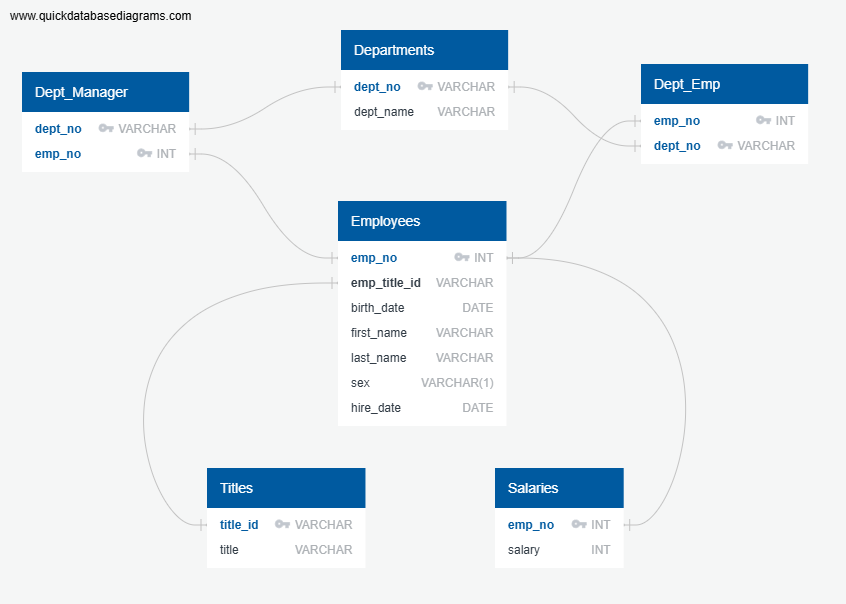 www.quickdatabasediagrams.com
Departments
dept_no VARCHAR
dept_name VARCHAR
Dept_Manager
dept_no VARCHAR
emp_no INT
Dept_Emp
emp_no INT
dept_no VARCHAR
Employees
emp_no INT
emp_title_id VARCHAR
birth_date DATE
first_name VARCHAR
last_name VARCHAR
sex VARCHAR(1)
hire_date DATE
Titles
title_id VARCHAR
title VARCHAR
Salaries
emp_no INT
salary INT